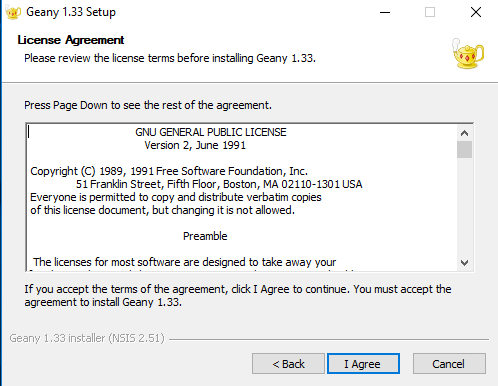 Geany 1.33 Setup
License Agreement
Please review the license terms before installing Geany 1.33.
Press Page Down to see the rest of the agreement.
GNU GENERAL PUBLIC LICENSE
Version 2, June 1991
Copyright (C) 1989, 1991 Free Software Foundation, Inc.
51 Franklin Street, Fifth Floor, Boston, MA 02110-1301 USA
Everyone is permitted to copy and distribute verbatim copies
of this license document, but changing it is not allowed.
Preamble
The licenses for most software are designed to take away your
If you accept the terms of the agreement, click I Agree to continue. You must accept the
agreement to install Geany 1.33.
Geany 1.33 installer (NSIS 2.51)
< Back
I Agree
Cancel